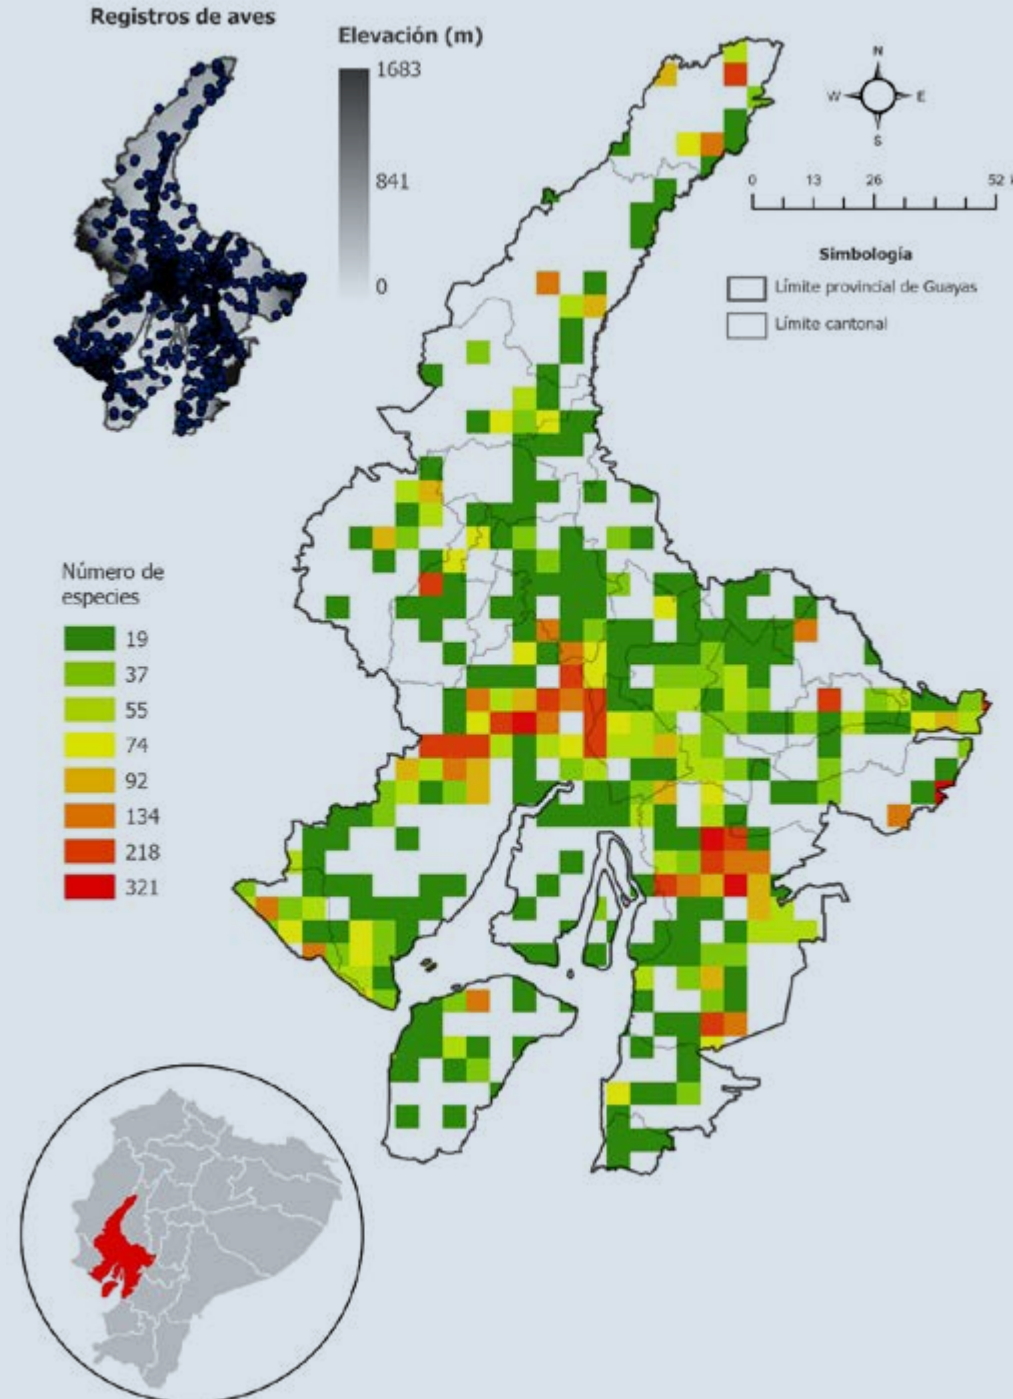 Registros de aves
Elevación (m)
1683
841
0
N
W
E
S
0 13 26 52
Simbología
Límite provincial de Guayas
Límite cantonal
Número de
especies
19
37
55
74
92
134
218
321